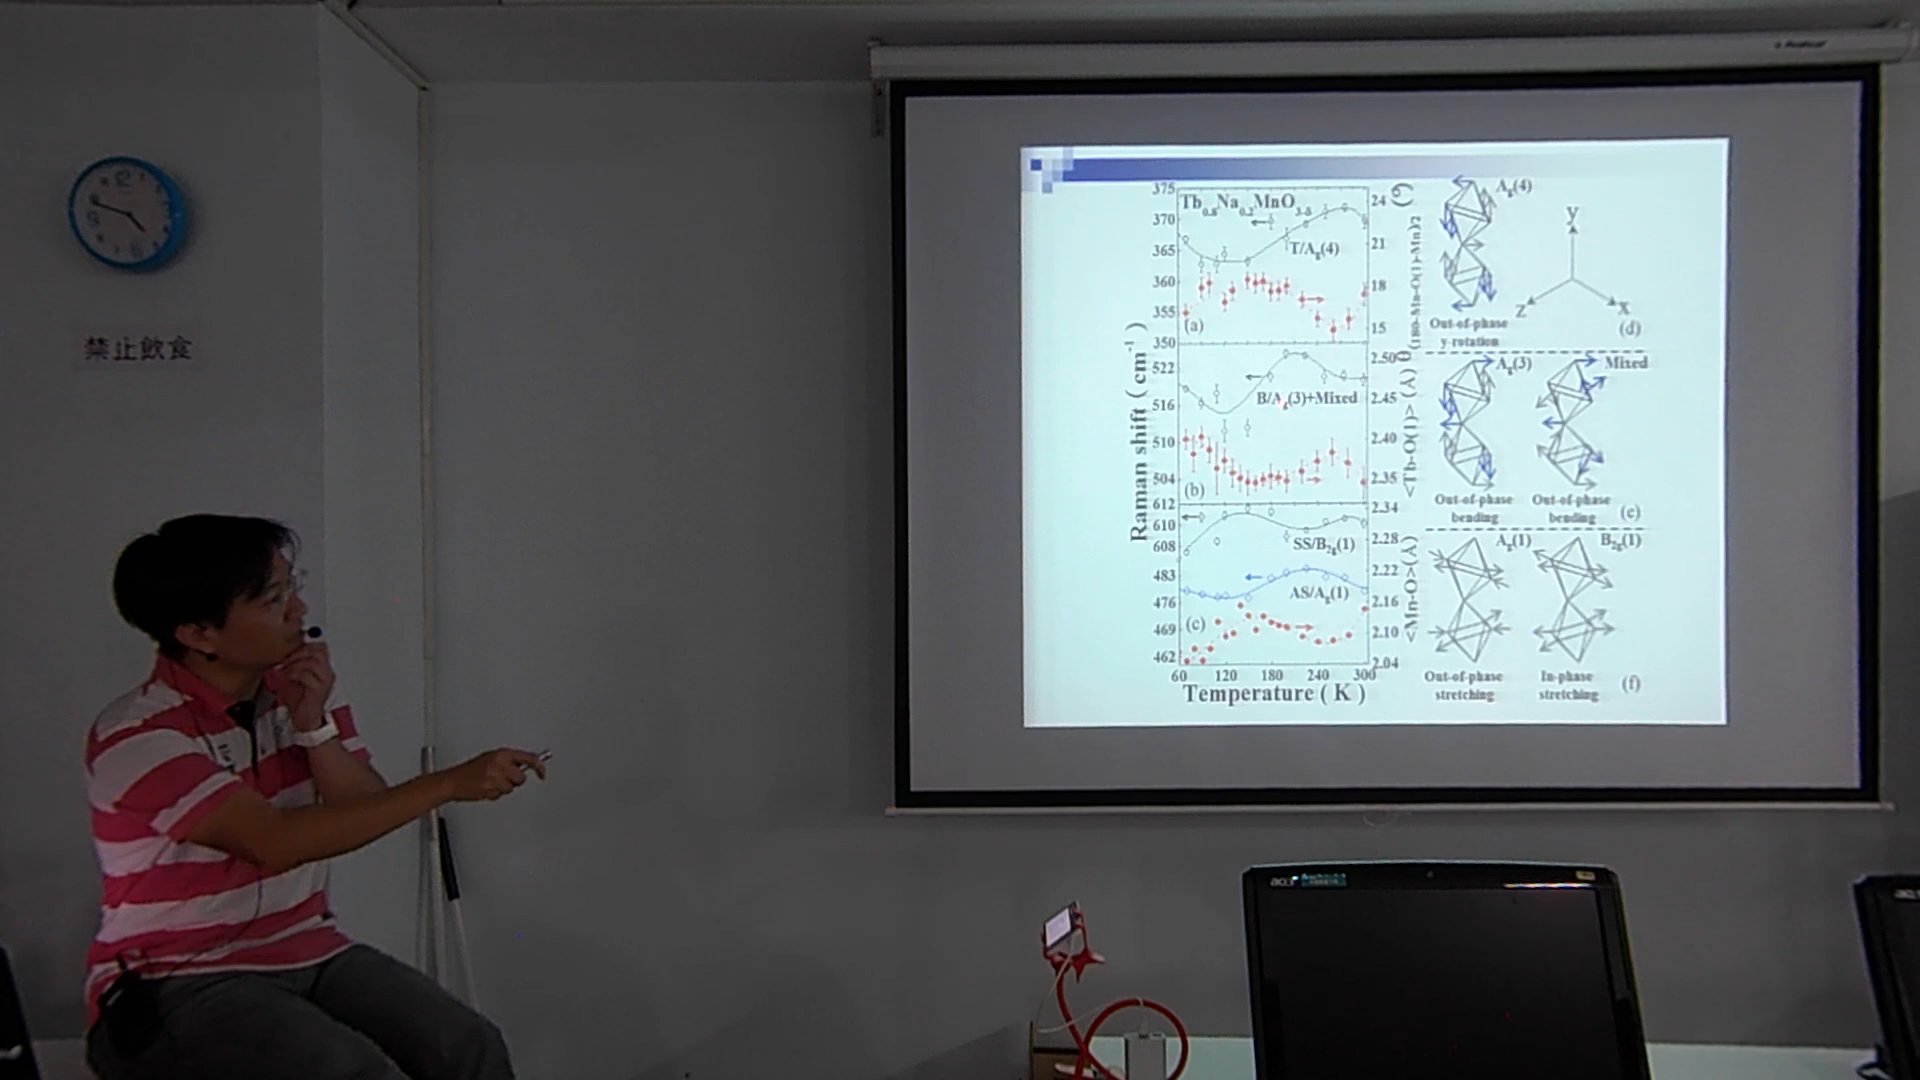 12
9
6
禁止飲食
Tb0.8Na0.2MnO3-δ
T/Ag(4)
(a)
375
370
365
360
355
350
24
21
18
15
B/Ag(3)+Mixed
(b)
522
516
510
504
2.50
2.45
2.40
2.35
<Tb-O(1)> (Å)
SS/B2g(1)
AS/Ag(1)
(c)
612
610
608
483
476
469
462
2.34
2.28
2.22
2.16
2.10
2.04
<Mn-O> (Å)
60 120 180 240 300
Temperature ( K )
Raman shift ( cm-1 )
Ag(4)
y
z
x
Out-of-phase
y-rotation
(d)
Ag(3)
Mixed
Out-of-phase
bending
Out-of-phase
bending
(e)
Ag(1)
B2g(1)
Out-of-phase
stretching
In-phase
stretching
(f)
acer